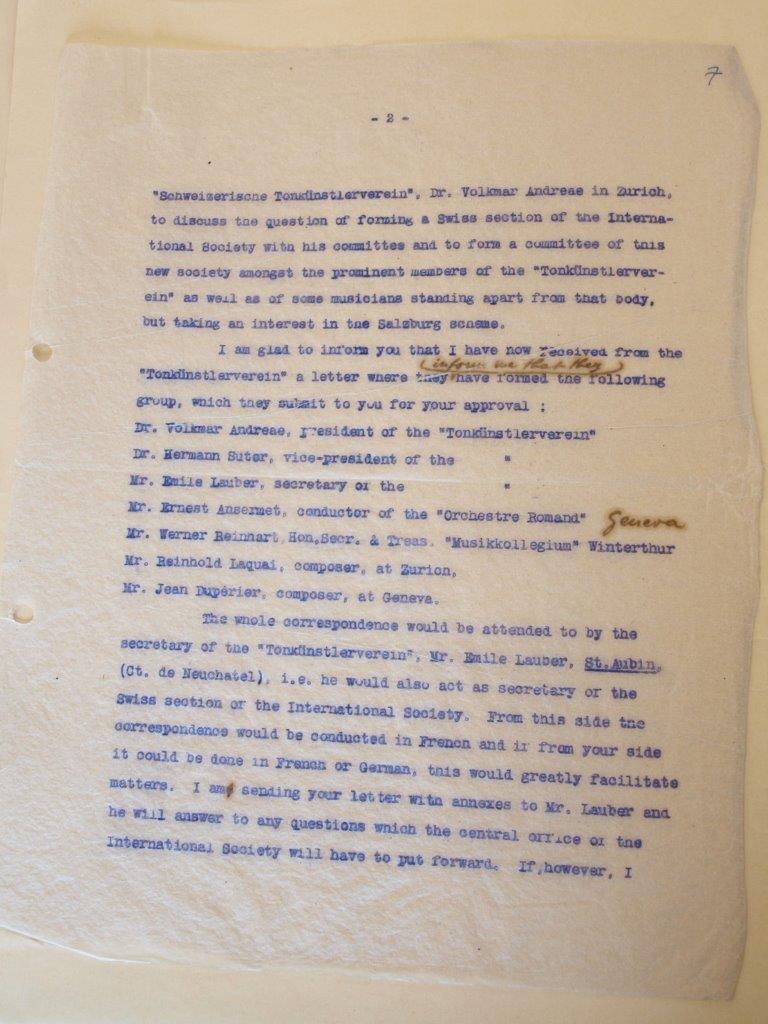 7
- 2 -
"Schweizerische Tonkünstlerverein", Dr. Volkmar Andreae in Zurich,
to discuss the question of forming a Swiss section of the Interna-
tional Society with his committee and to form a committee of this
new society amongst the prominent members of the "Tonkünstlerver-
ein" as well as of some musicians standing apart from that body,
but taking an interest in the Salzburg scheme.
I am glad to inform you that I have now received from the
(inform me that they)
"Tonkünstlerverein" a letter where they have formed the following
group, which they submit to you for your approval :
Dr. Volkmar Andreae, president of the "Tonkünstlerverein"
Dr. Hermann Suter, vice-president of the "
Mr. Emile Lauber, secretary of the "
Mr. Ernest Ansermet, conductor of the "Orchestre Romand" Geneva
Mr. Werner Reinhart, Hon.Secr. & Treas. "Musikkollegium" Winterthur
Mr. Reinhold Laquai, composer, at Zurich,
Mr. Jean Dupérier, composer, at Geneva.
The whole correspondence would be attended to by the
secretary of the "Tonkünstlerverein", Mr. Emile Lauber, St.Aubin,
(Ct. de Neuchatel), i.e. he would also act as secretary of the
Swiss section of the International Society. From this side the
correspondence would be conducted in French and if from your side
it could be done in French or German, this would greatly facilitate
matters. I am sending your letter with annexes to Mr. Lauber and
he will answer to any questions which the central office of the
International Society will have to put forward. If,however, I